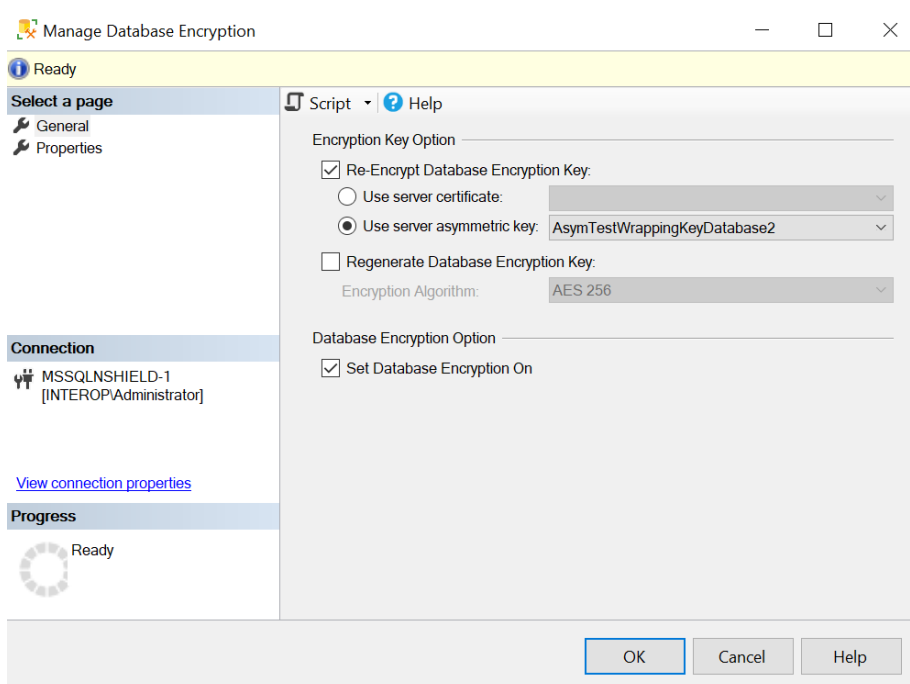 Manage Database Encryption
Ready
Select a page
General
Properties
Script
Help
Encryption Key Option
Re-Encrypt Database Encryption Key:
Use server certificate:
Use server asymmetric key: AsymTestWrappingKeyDatabase2
Regenerate Database Encryption Key:
Encryption Algorithm: AES 256
Database Encryption Option
Set Database Encryption On
Connection
MSSQLNSHIELD-1
[INTEROP\Administrator]
View connection properties
Progress
Ready
OK
Cancel
Help